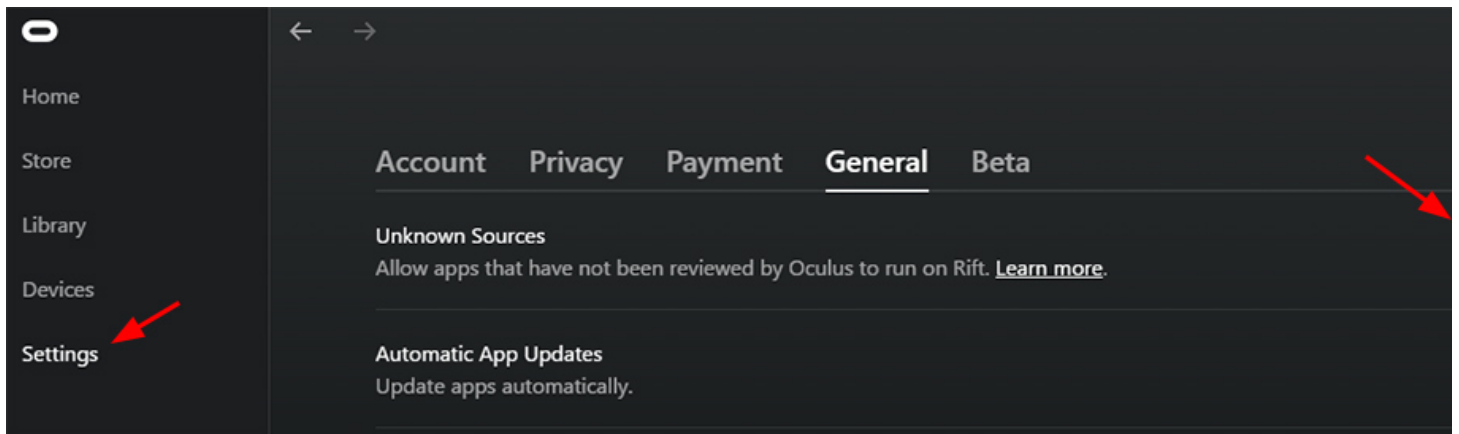 Home
Store
Library
Devices
Settings
Account Privacy Payment General Beta
Unknown Sources
Allow apps that have not been reviewed by Oculus to run on Rift. Learn more.
Automatic App Updates
Update apps automatically.